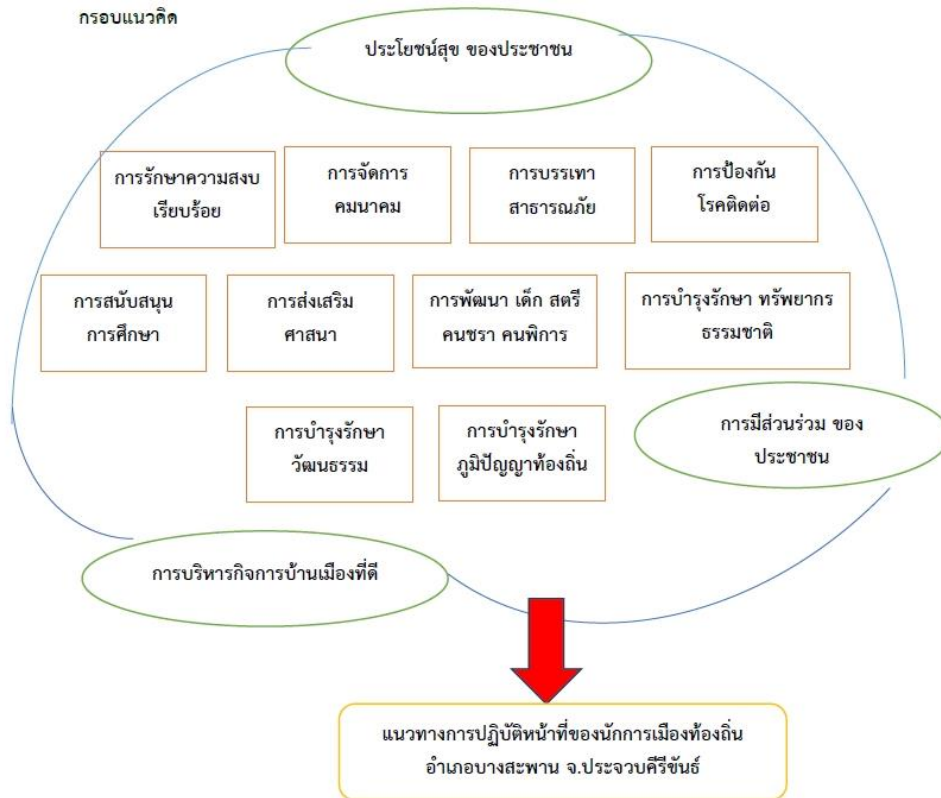 กรอบแนวคิด
ประโยชน์สุข ของประชาชน
การรักษาความสงบ
เรียบร้อย
การจัดการ
คมนาคม
การบรรเทา
สาธารณภัย
การป้องกัน
โรคติดต่อ
การสนับสนุน
การศึกษา
การส่งเสริม
ศาสนา
การพัฒนา เด็ก สตรี
คนชรา คนพิการ
การบำรุงรักษา ทรัพยากร
ธรรมชาติ
การบำรุงรักษา
วัฒนธรรม
การบำรุงรักษา
ภูมิปัญญาท้องถิ่น
การมีส่วนร่วม ของ
ประชาชน
การบริหารกิจการบ้านเมืองที่ดี
แนวทางการปฏิบัติหน้าที่ของนักการเมืองท้องถิ่น
อำเภอบางสะพาน จ.ประจวบคีรีขันธ์